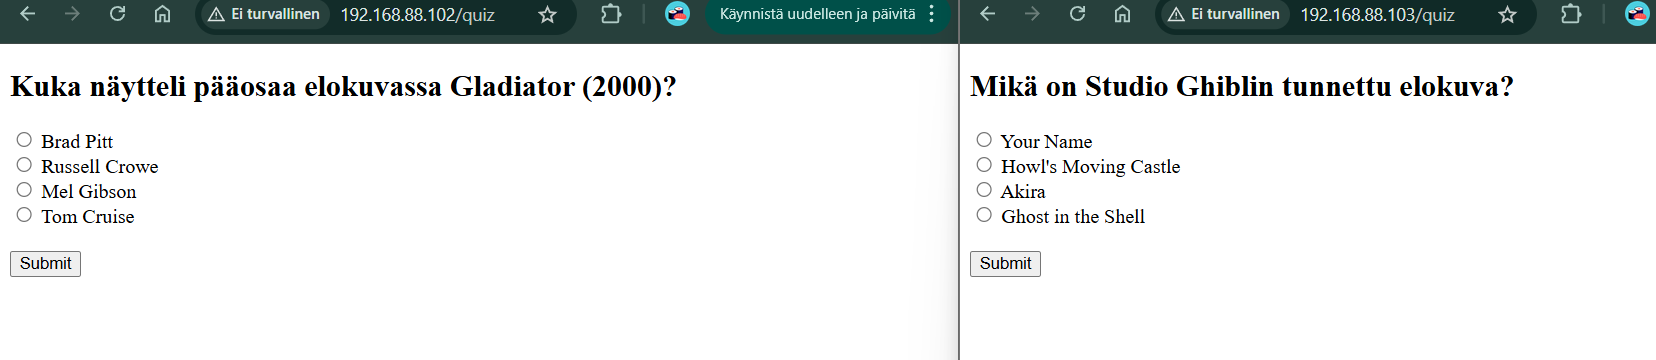 Ei turvallinen 192.168.88.102/quiz Käynnistä uudelleen ja päivitä
Kuka näytteli pääosaa elokuvassa Gladiator (2000)?
Brad Pitt
Russell Crowe
Mel Gibson
Tom Cruise
Submit
Ei turvallinen 192.168.88.103/quiz
Mikä on Studio Ghiblin tunnettu elokuva?
Your Name
Howl's Moving Castle
Akira
Ghost in the Shell
Submit